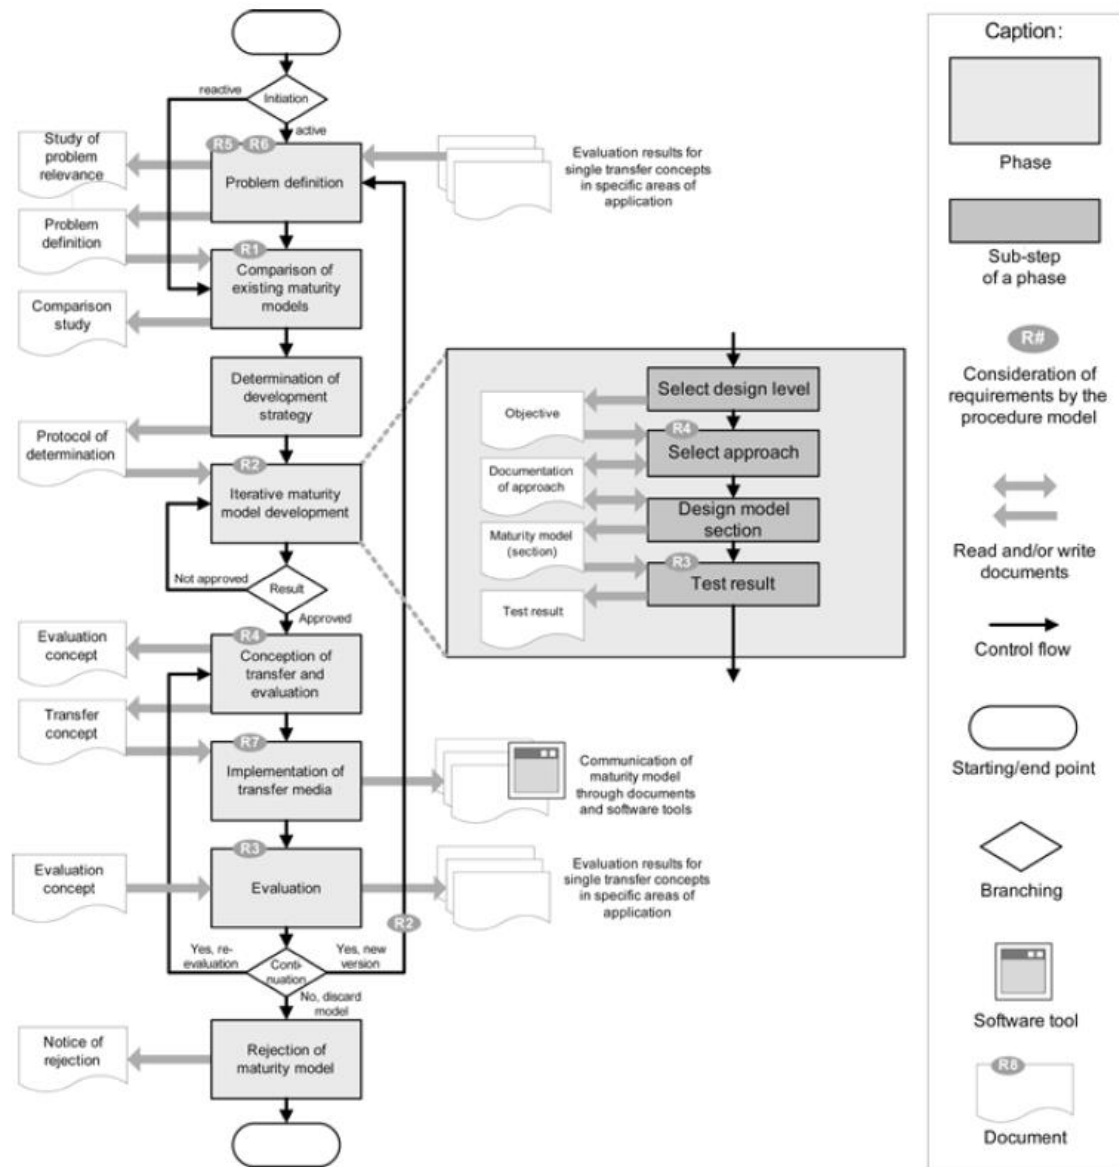 reactive
Initiation
active
Study of
problem
relevance
R5
R6
Problem definition
Evaluation results for
single transfer concepts
in specific areas of
application
Problem
definition
R1
Comparison of
existing maturity
models
Comparison
study
Determination of
development
strategy
Protocol of
determination
R2
Iterative maturity
model development
Not approved
Result
Approved
Select design level
Objective
R4
Select approach
Documentation
of approach
Design model
section
Maturity model
(section)
R3
Test result
Test result
Evaluation
concept
R4
Conception of
transfer and
evaluation
Transfer
concept
R7
Implementation of
transfer media
Communication of
maturity model
through documents
and software tools
Evaluation
concept
R3
Evaluation
Evaluation results for
single transfer concepts
in specific areas of
application
R2
Yes, re-
evaluation
Conti-
nuation
Yes, new
version
No, discard
model
Notice of
rejection
Rejection of
maturity model
Caption:
Phase
Sub-step
of a phase
R#
Consideration of
requirements by the
procedure model
Read and/or write
documents
Control flow
Starting/end point
Branching
Software tool
R8
Document